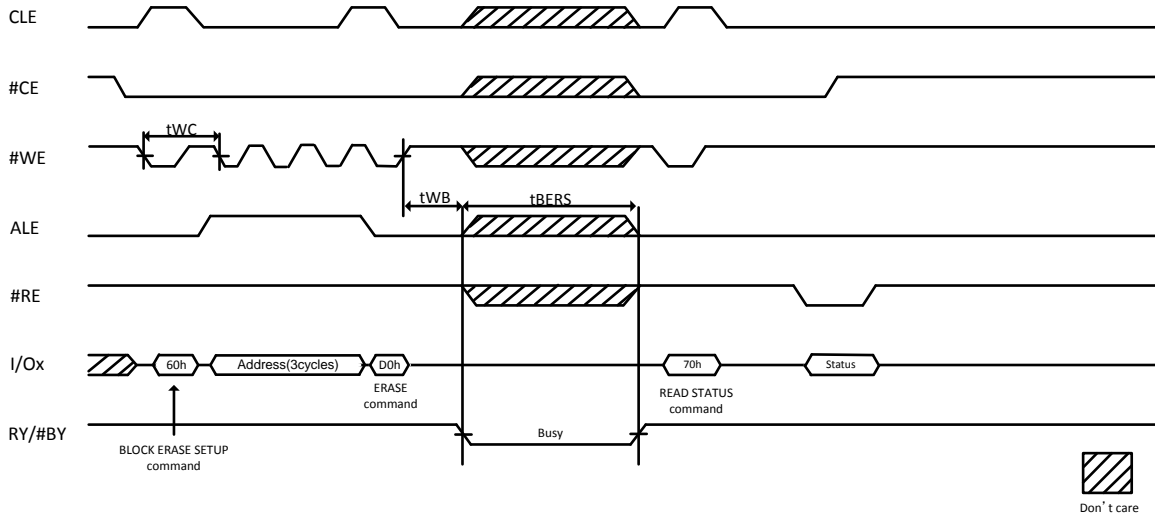 CLE
#CE
tWC
#WE
tWB
tBERS
ALE
#RE
I/Ox
60h
Address(3cycles)
D0h
70h
Status
ERASE
command
READ STATUS
command
RY/#BY
Busy
BLOCK ERASE SETUP
command
Don't care